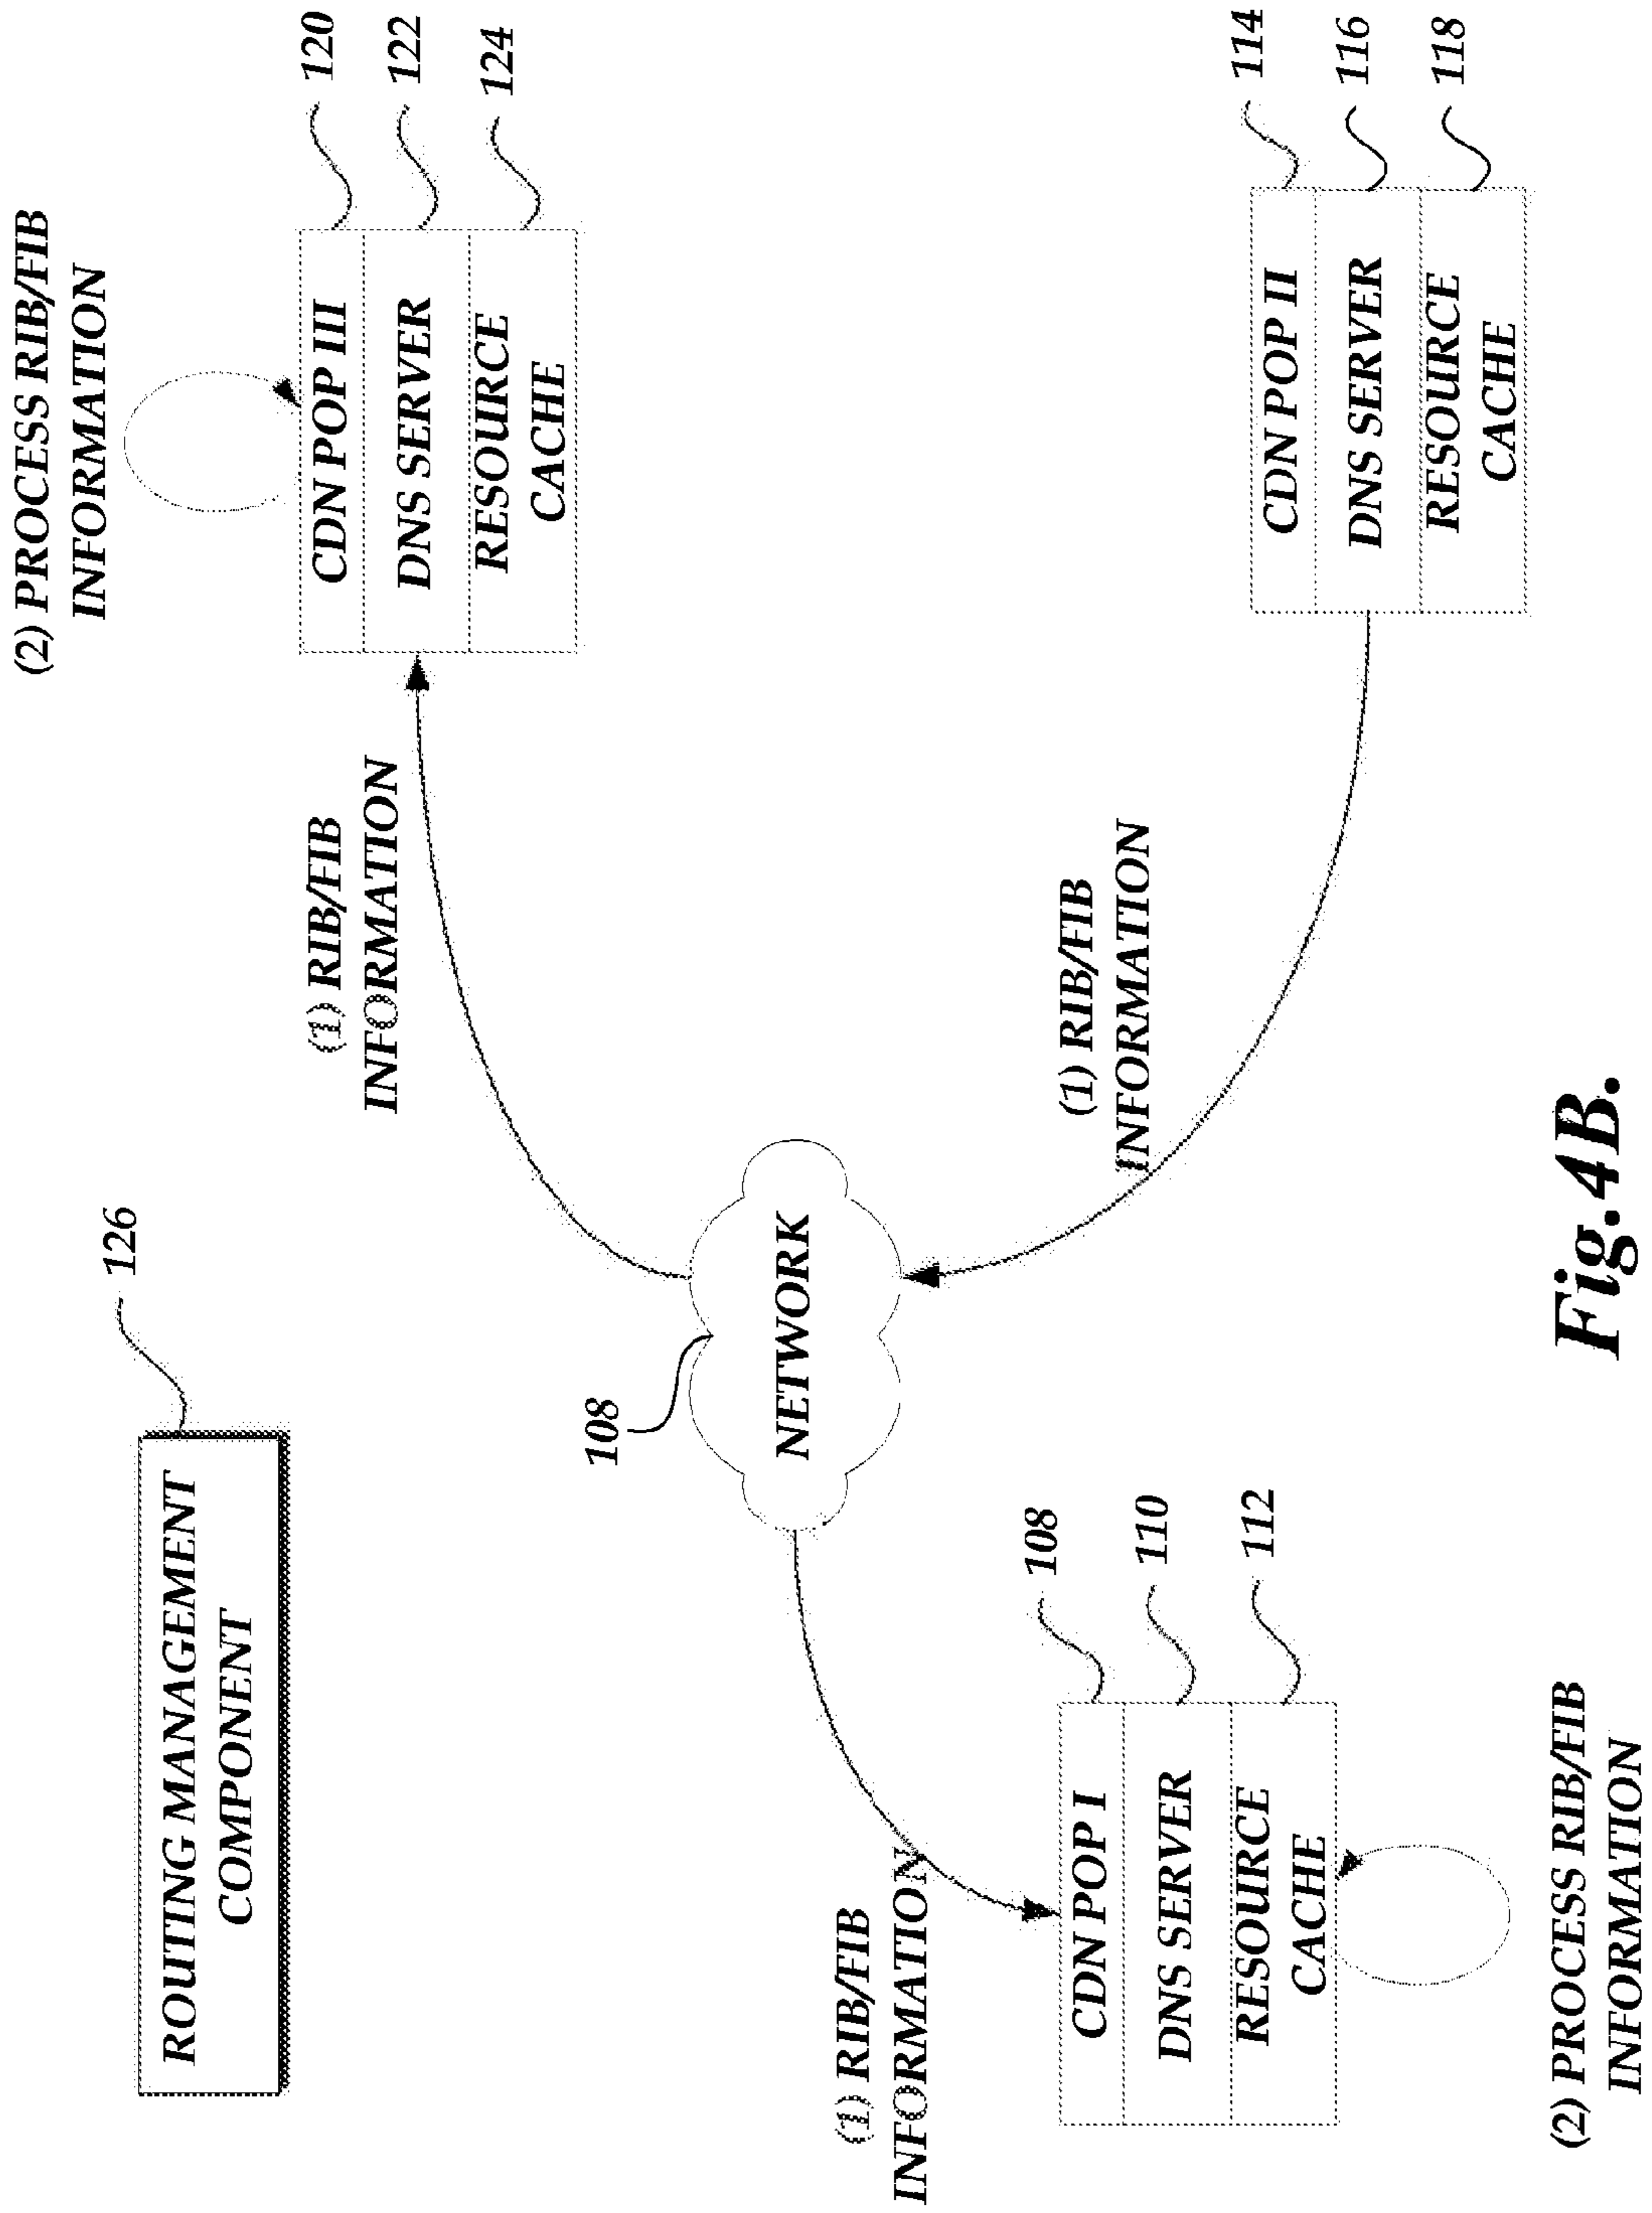 ROUTING MANAGEMENT
COMPONENT
126
(2) PROCESS RIB/FIB
INFORMATION
CDN POP III
DNS SERVER
RESOURCE
CACHE
120
122
124
(1) RIB/FIB
INFORMATION
108
NETWORK
(1) RIB/FIB
INFORMATION
CDN POP I
DNS SERVER
RESOURCE
CACHE
108
110
112
(1) RIB/FIB
INFORMATION
CDN POP II
DNS SERVER
RESOURCE
CACHE
114
116
118
(2) PROCESS RIB/FIB
INFORMATION
Fig.4B.